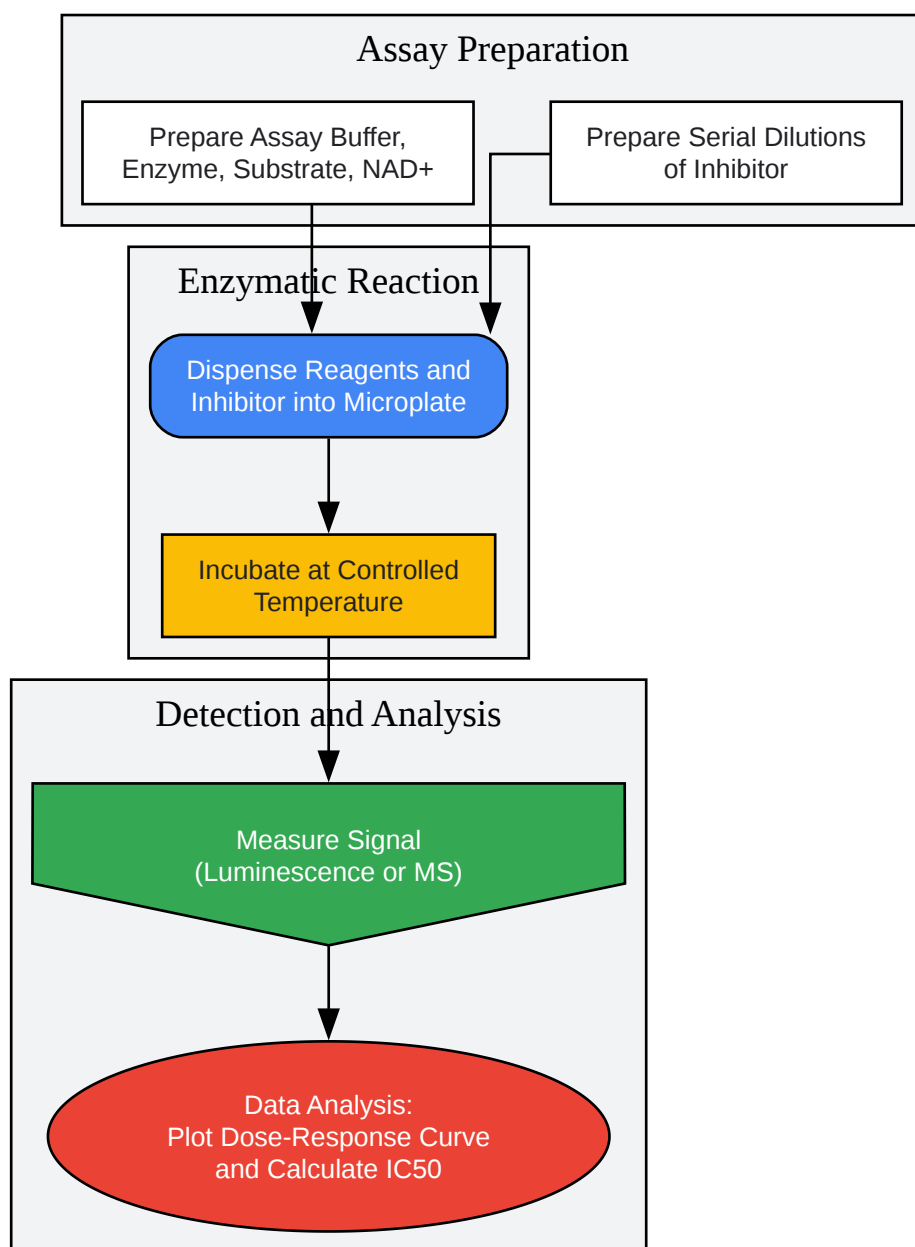 Assay Preparation
Prepare Assay Buffer,
Enzyme, Substrate, NAD+
Prepare Serial Dilutions
of Inhibitor
Enzymatic Reaction
Dispense Reagents and
Inhibitor into Microplate
Incubate at Controlled
Temperature
Detection and Analysis
Measure Signal
(Luminescence or MS)
Data Analysis:
Plot Dose-Response Curve
and Calculate IC50